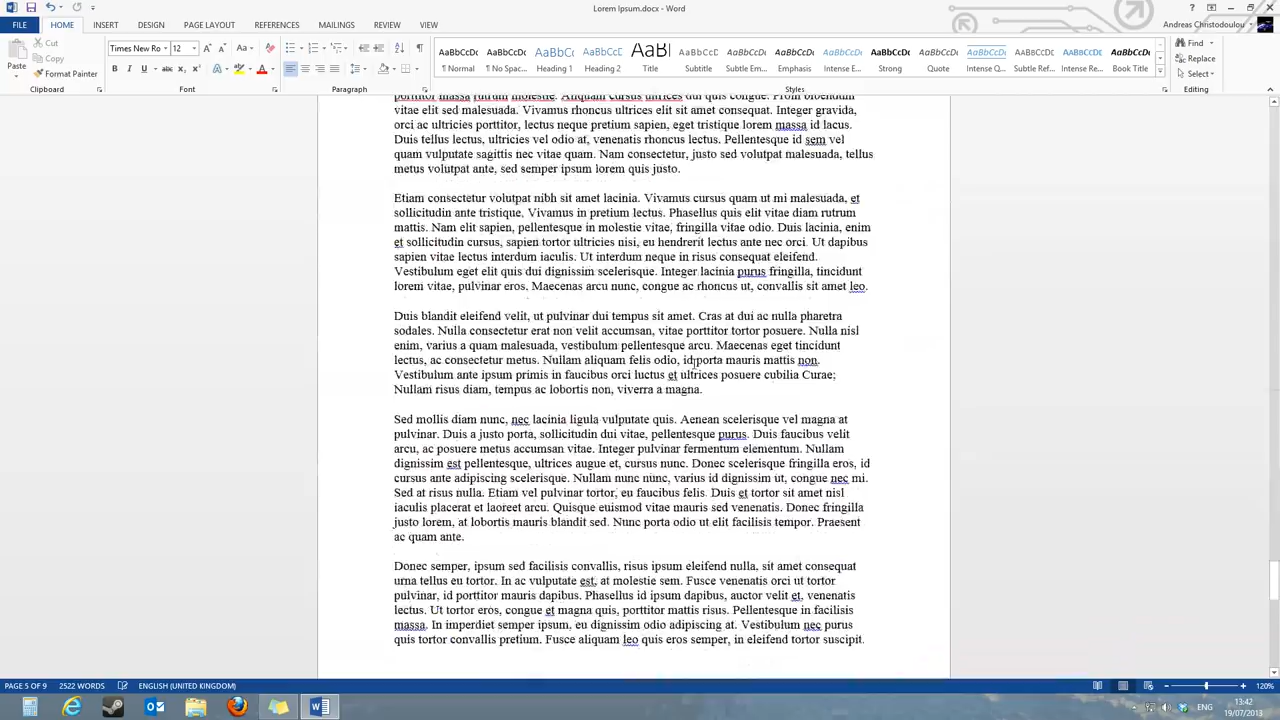 Lorem Ipsum.docx - Word
FILE HOME INSERT DESIGN PAGE LAYOUT REFERENCES MAILINGS REVIEW VIEW Andreas Christodoulou
Paste
Cut
Copy
Format Painter
Clipboard
Times New Ro 12
Font
Paragraph
AaBbCcDc AaBbCcDc AaBbCc AaBbCcC AaB AaBbCcC AaBbCcDc AaBbCcDc AaBbCcDc AaBbCcDc AaBbCcDc AaBbCcDc AaBbCcDc AaBbCcDc AaBbCcDc
¶ Normal ¶ No Spac... Heading 1 Heading 2 Title Subtitle Subtle Em... Emphasis Intense E... Strong Quote Intense Q... Subtle Ref... Intense Re... Book Title
Styles
Find
Replace
Select
Editing
porttitor massa rutrum molestie. Aliquam cursus ultrices dui quis congue. Proin bibendum
vitae elit sed malesuada. Vivamus rhoncus ultrices elit sit amet consequat. Integer gravida,
orci ac ultricies porttitor, lectus neque pretium sapien, eget tristique lorem massa id lacus.
Duis tellus lectus, ultricies vel odio at, venenatis rhoncus lectus. Pellentesque id sem vel
quam vulputate sagittis nec vitae quam. Nam consectetur, justo sed volutpat malesuada, tellus
metus volutpat ante, sed semper ipsum lorem quis justo.
Etiam consectetur volutpat nibh sit amet lacinia. Vivamus cursus quam ut mi malesuada, et
sollicitudin ante tristique. Vivamus in pretium lectus. Phasellus quis elit vitae diam rutrum
mattis. Nam elit sapien, pellentesque in molestie vitae, fringilla vitae odio. Duis lacinia, enim
et sollicitudin cursus, sapien tortor ultricies nisi, eu hendrerit lectus ante nec orci. Ut dapibus
sapien vitae lectus interdum iaculis. Ut interdum neque in risus consequat eleifend.
Vestibulum eget elit quis dui dignissim scelerisque. Integer lacinia purus fringilla, tincidunt
lorem vitae, pulvinar eros. Maecenas arcu nunc, congue ac rhoncus ut, convallis sit amet leo.
Duis blandit eleifend velit, ut pulvinar dui tempus sit amet. Cras at dui ac nulla pharetra
sodales. Nulla consectetur erat non velit accumsan, vitae porttitor tortor posuere. Nulla nisl
enim, varius a quam malesuada, vestibulum pellentesque arcu. Maecenas eget tincidunt
lectus, ac consectetur metus. Nullam aliquam felis odio, id porta mauris mattis non.
Vestibulum ante ipsum primis in faucibus orci luctus et ultrices posuere cubilia Curae;
Nullam risus diam, tempus ac lobortis non, viverra a magna.
Sed mollis diam nunc, nec lacinia ligula vulputate quis. Aenean scelerisque vel magna at
pulvinar. Duis a justo porta, sollicitudin dui vitae, pellentesque purus. Duis faucibus velit
arcu, ac posuere metus accumsan vitae. Integer pulvinar fermentum elementum. Nullam
dignissim est pellentesque, ultrices augue et, cursus nunc. Donec scelerisque fringilla eros, id
cursus ante adipiscing scelerisque. Nullam nunc nunc, varius id dignissim ut, congue nec mi.
Sed at risus nulla. Etiam vel pulvinar tortor, eu faucibus felis. Duis et tortor sit amet nisl
iaculis placerat et laoreet arcu. Quisque euismod vitae mauris sed venenatis. Donec fringilla
justo lorem, at lobortis mauris blandit sed. Nunc porta odio ut elit facilisis tempor. Praesent
ac quam ante.
Donec semper, ipsum sed facilisis convallis, risus ipsum eleifend nulla, sit amet consequat
urna tellus eu tortor. In ac vulputate est, at molestie sem. Fusce venenatis orci ut tortor
pulvinar, id porttitor mauris dapibus. Phasellus id ipsum dapibus, auctor velit et, venenatis
lectus. Ut tortor eros, congue et magna quis, porttitor mattis risus. Pellentesque in facilisis
massa. In imperdiet semper ipsum, eu dignissim odio adipiscing at. Vestibulum nec purus
quis tortor convallis pretium. Fusce aliquam leo quis eros semper, in eleifend tortor suscipit.
PAGE 5 OF 9 2522 WORDS ENGLISH (UNITED KINGDOM) 120%
ENG
13:42
19/07/2013